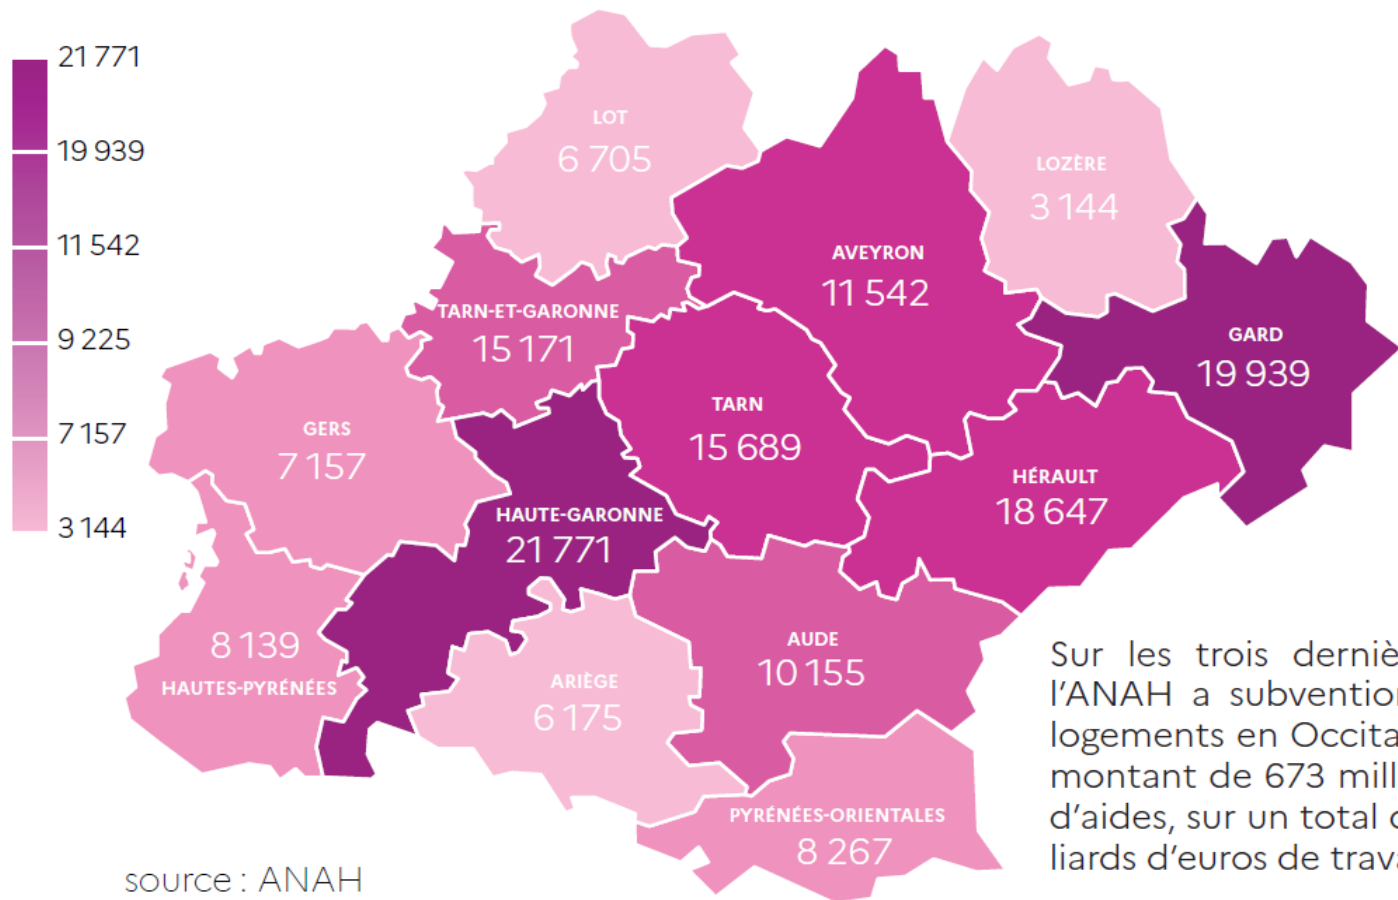 21 771
19 939
11 542
9 225
7 157
3 144
LOT
6 705
LOZÈRE
3 144
AVEYRON
11 542
TARN-ET-GARONNE
15 171
GARD
19 939
TARN
15 689
GERS
7 157
HÉRAULT
18 647
HAUTE-GARONNE
21 771
8 139
HAUTES-PYRÉNÉES
AUDE
10 155
ARIÈGE
6 175
PYRÉNÉES-ORIENTALES
8 267
Sur les trois
l'ANAH a
logements en
montant de 673
d'aides, sur un total
d'euros de
source : ANAH